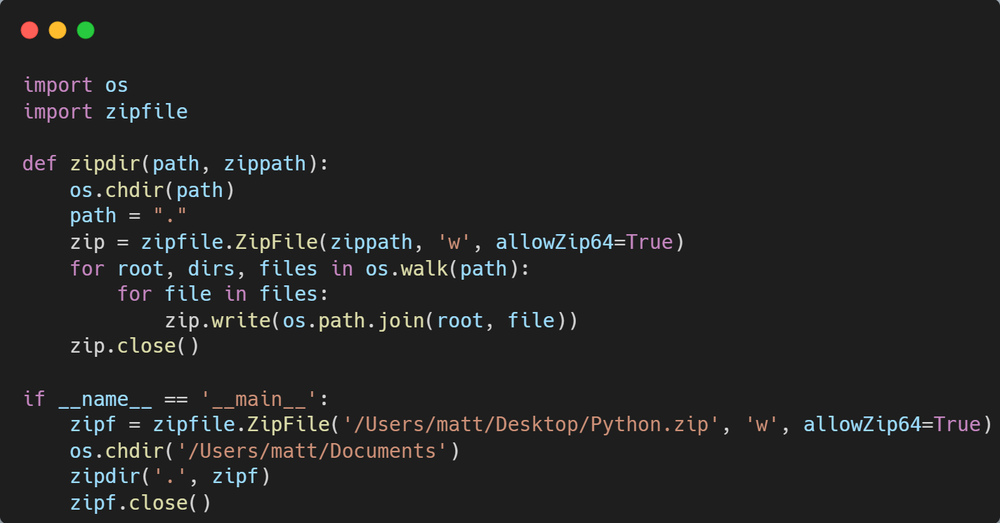 import os
import zipfile

def zipdir(path, zippath):
    os.chdir(path)
    path = "."
    zip = zipfile.ZipFile(zippath, 'w', allowZip64=True)
    for root, dirs, files in os.walk(path):
        for file in files:
            zip.write(os.path.join(root, file))
    zip.close()

if __name__ == '__main__':
    zipf = zipfile.ZipFile('/Users/matt/Desktop/Python.zip', 'w', allowZip64=True)
    os.chdir('/Users/matt/Documents')
    zipdir('.', zipf)
    zipf.close()